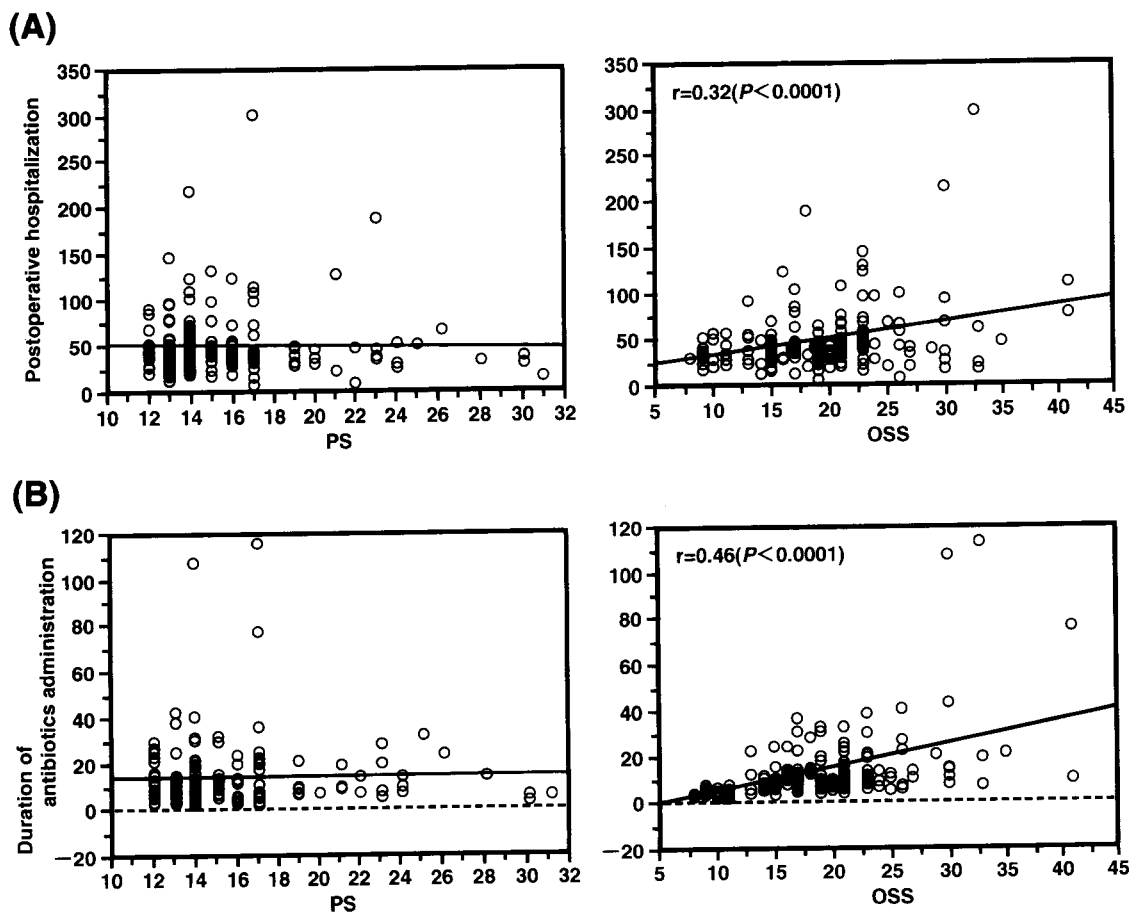 (A)
Postoperative hospitalization
350
300
250
200
150
100
50
0
10 12 14 16 18 20 22 24 26 28 30 32
PS
r=0.32(P<0.0001)
350
300
250
200
150
100
50
0
5 10 15 20 25 30 35 40 45
OSS
(B)
Duration of
antibiotics administration
120
100
80
60
40
20
0
−20
10 12 14 16 18 20 22 24 26 28 30 32
PS
r=0.46(P<0.0001)
120
100
80
60
40
20
0
−20
5 10 15 20 25 30 35 40 45
OSS